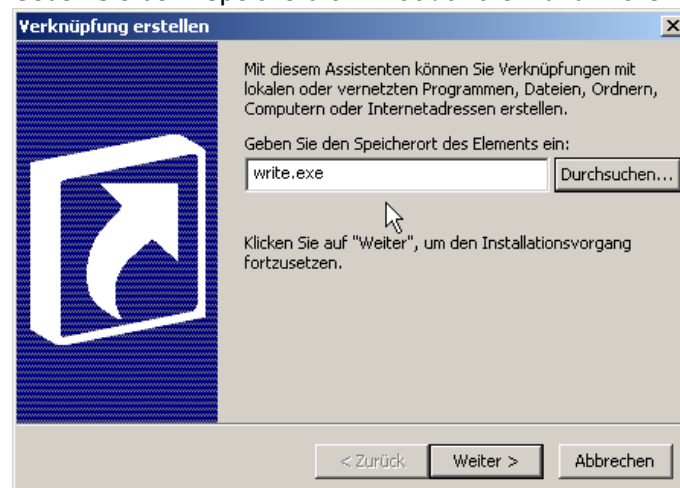 Verknüpfung erstellen
Mit diesem Assistenten können Sie Verknüpfungen mit
lokalen oder vernetzten Programmen, Dateien, Ordnern,
Computern oder Internetadressen erstellen.
Geben Sie den Speicherort des Elements ein:
write.exe
Durchsuchen...
Klicken Sie auf "Weiter", um den Installationsvorgang
fortzusetzen.
< Zurück
Weiter >
Abbrechen